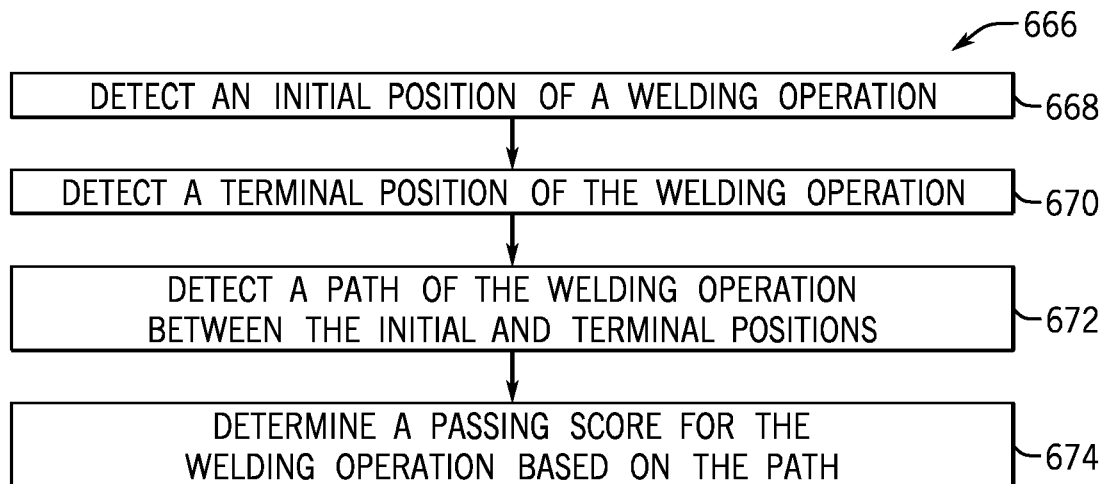 666
DETECT AN INITIAL POSITION OF A WELDING OPERATION
668
DETECT A TERMINAL POSITION OF THE WELDING OPERATION
670
DETECT A PATH OF THE WELDING OPERATION
BETWEEN THE INITIAL AND TERMINAL POSITIONS
672
DETERMINE A PASSING SCORE FOR THE
WELDING OPERATION BASED ON THE PATH
674